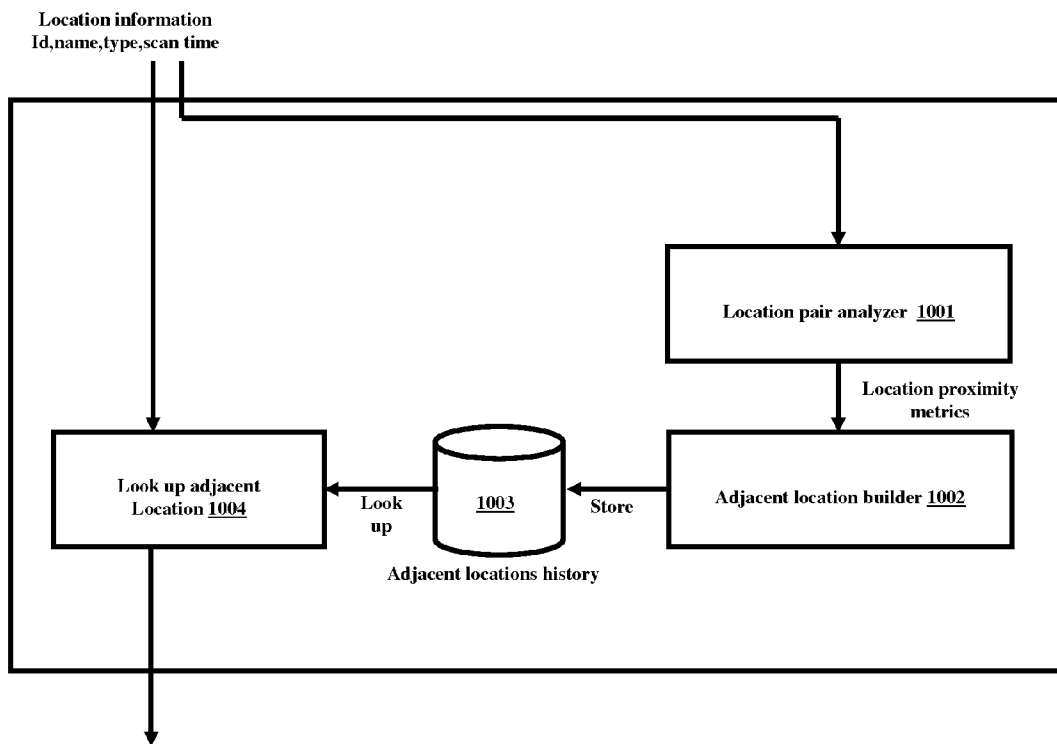 Location information
Id,name,type,scan time
Location pair analyzer 1001
Location proximity
metrics
Look up adjacent
Location 1004
Look
up
1003
Store
Adjacent location builder 1002
Adjacent locations history